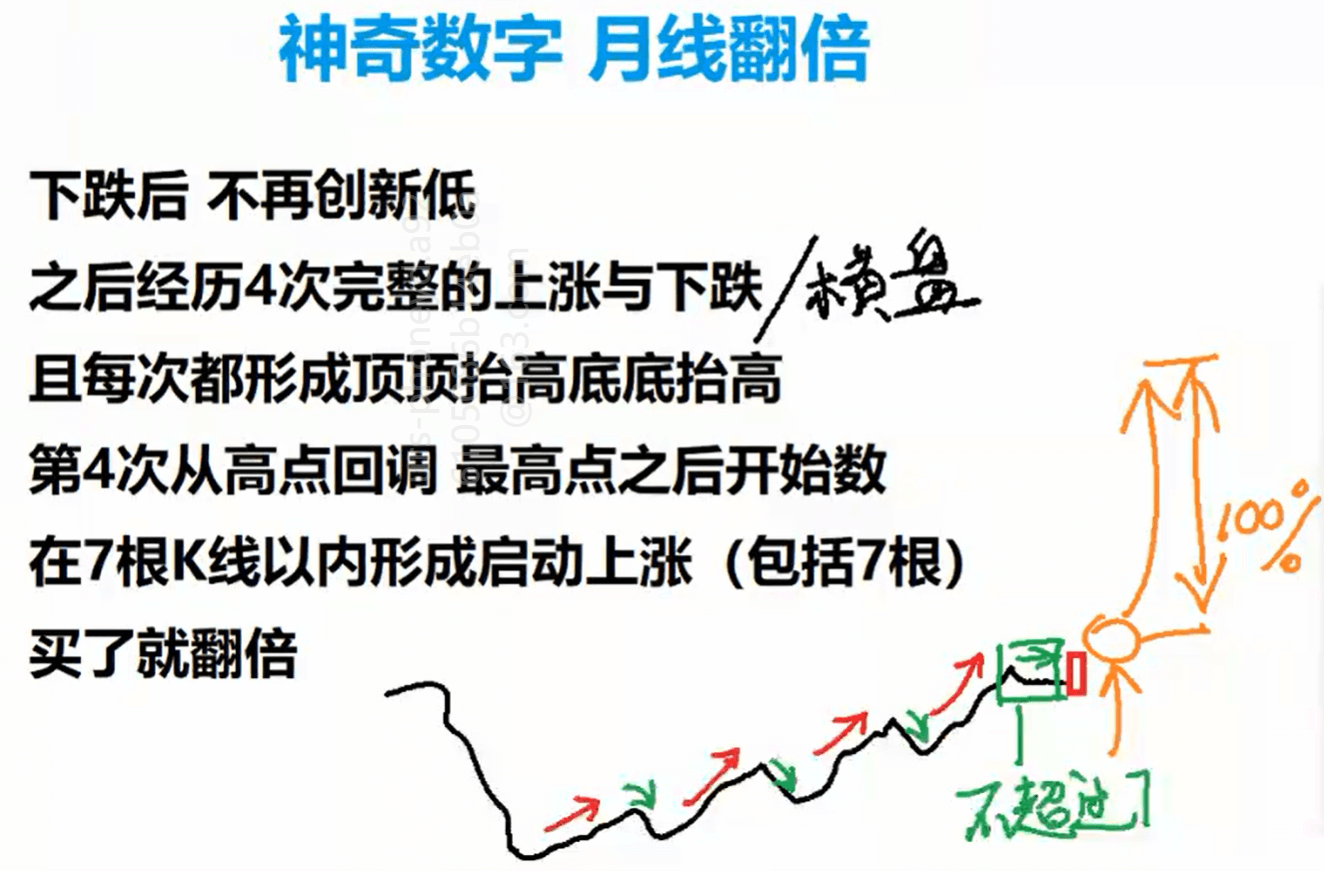 神奇数字 月线翻倍
下跌后 不再创新低
之后经历4次完整的上涨与下跌/横盘
且每次都形成顶顶抬高底底抬高
第4次从高点回调 最高点之后开始数
在7根K线以内形成启动上涨（包括7根）
买了就翻倍
100%
不超过7